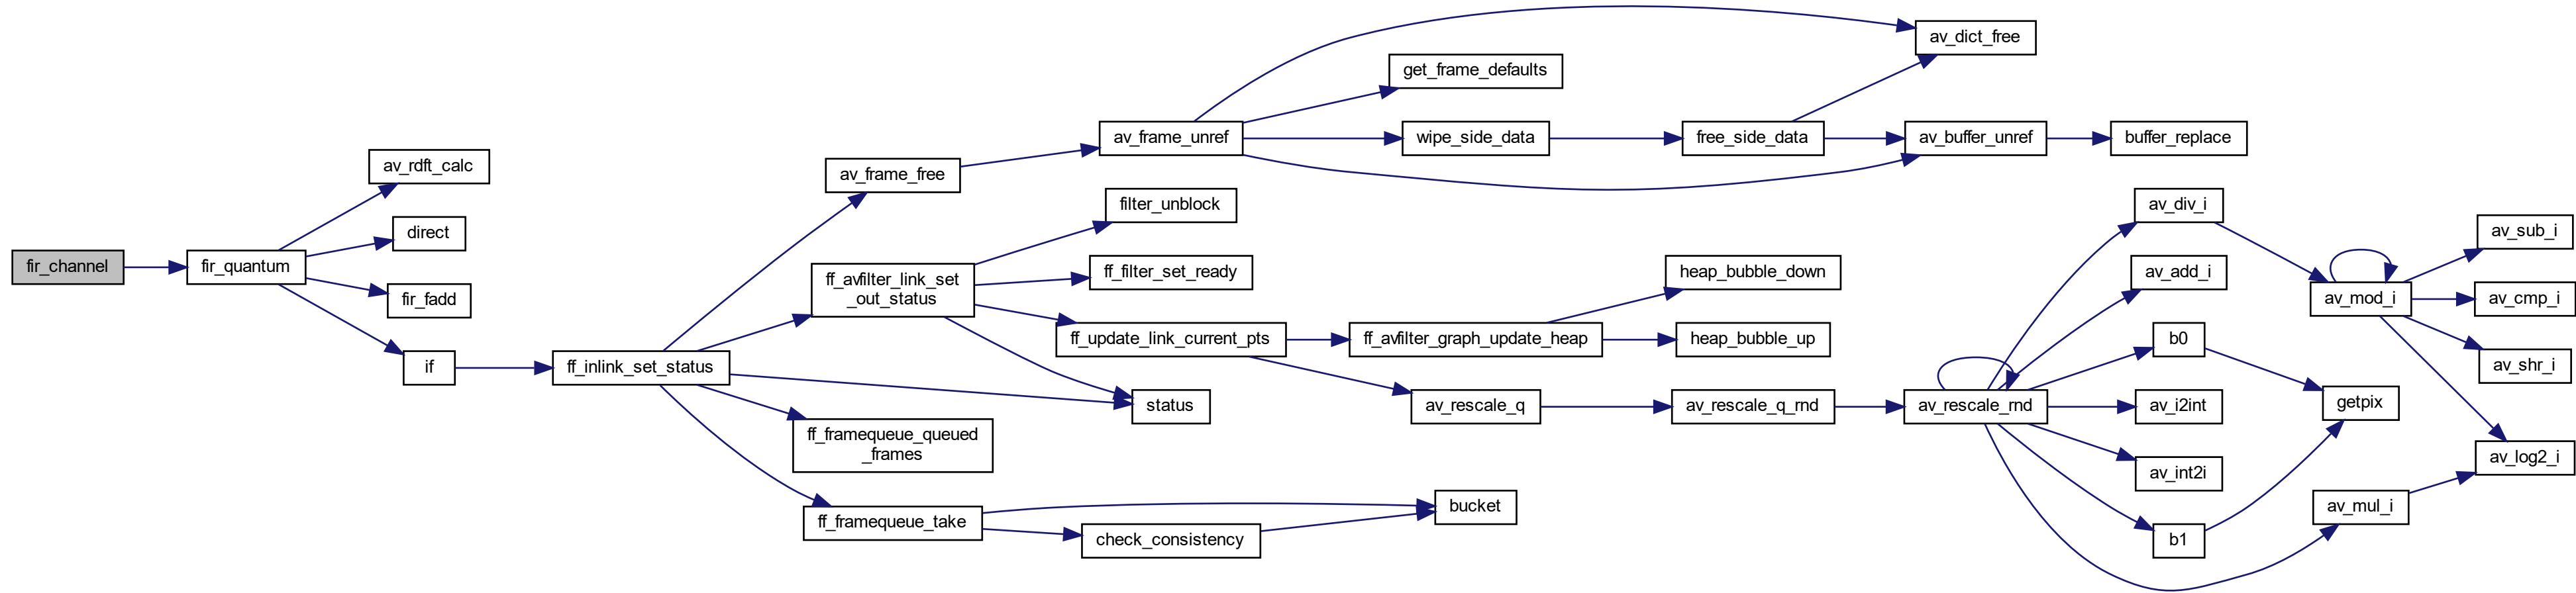 fir_channel
fir_quantum
av_rdft_calc
direct
fir_fadd
if
ff_inlink_set_status
av_frame_free
ff_avfilter_link_set
_out_status
ff_framequeue_queued
_frames
ff_framequeue_take
av_frame_unref
filter_unblock
ff_filter_set_ready
ff_update_link_current_pts
status
check_consistency
get_frame_defaults
wipe_side_data
ff_avfilter_graph_update_heap
av_rescale_q
bucket
free_side_data
heap_bubble_down
heap_bubble_up
av_rescale_q_rnd
av_dict_free
av_buffer_unref
av_rescale_rnd
buffer_replace
av_div_i
av_add_i
b0
av_i2int
av_int2i
b1
av_mod_i
getpix
av_mul_i
av_sub_i
av_cmp_i
av_shr_i
av_log2_i